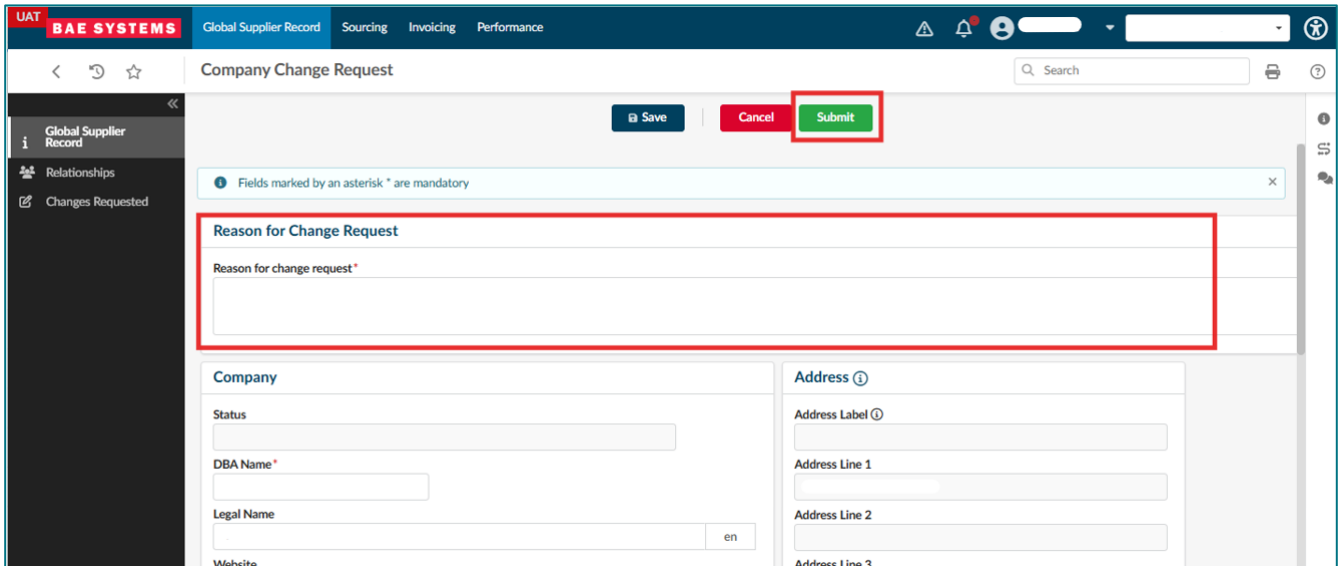 UAT
BAE SYSTEMS
Global Supplier Record Sourcing Invoicing Performance
Company Change Request
Search
Save Cancel Submit
Global Supplier
Record
Relationships
Changes Requested
Fields marked by an asterisk * are mandatory
Reason for Change Request
Reason for change request*
Company
Status
DBA Name*
Legal Name
en
Website
Address
Address Label
Address Line 1
Address Line 2
Address Line 3